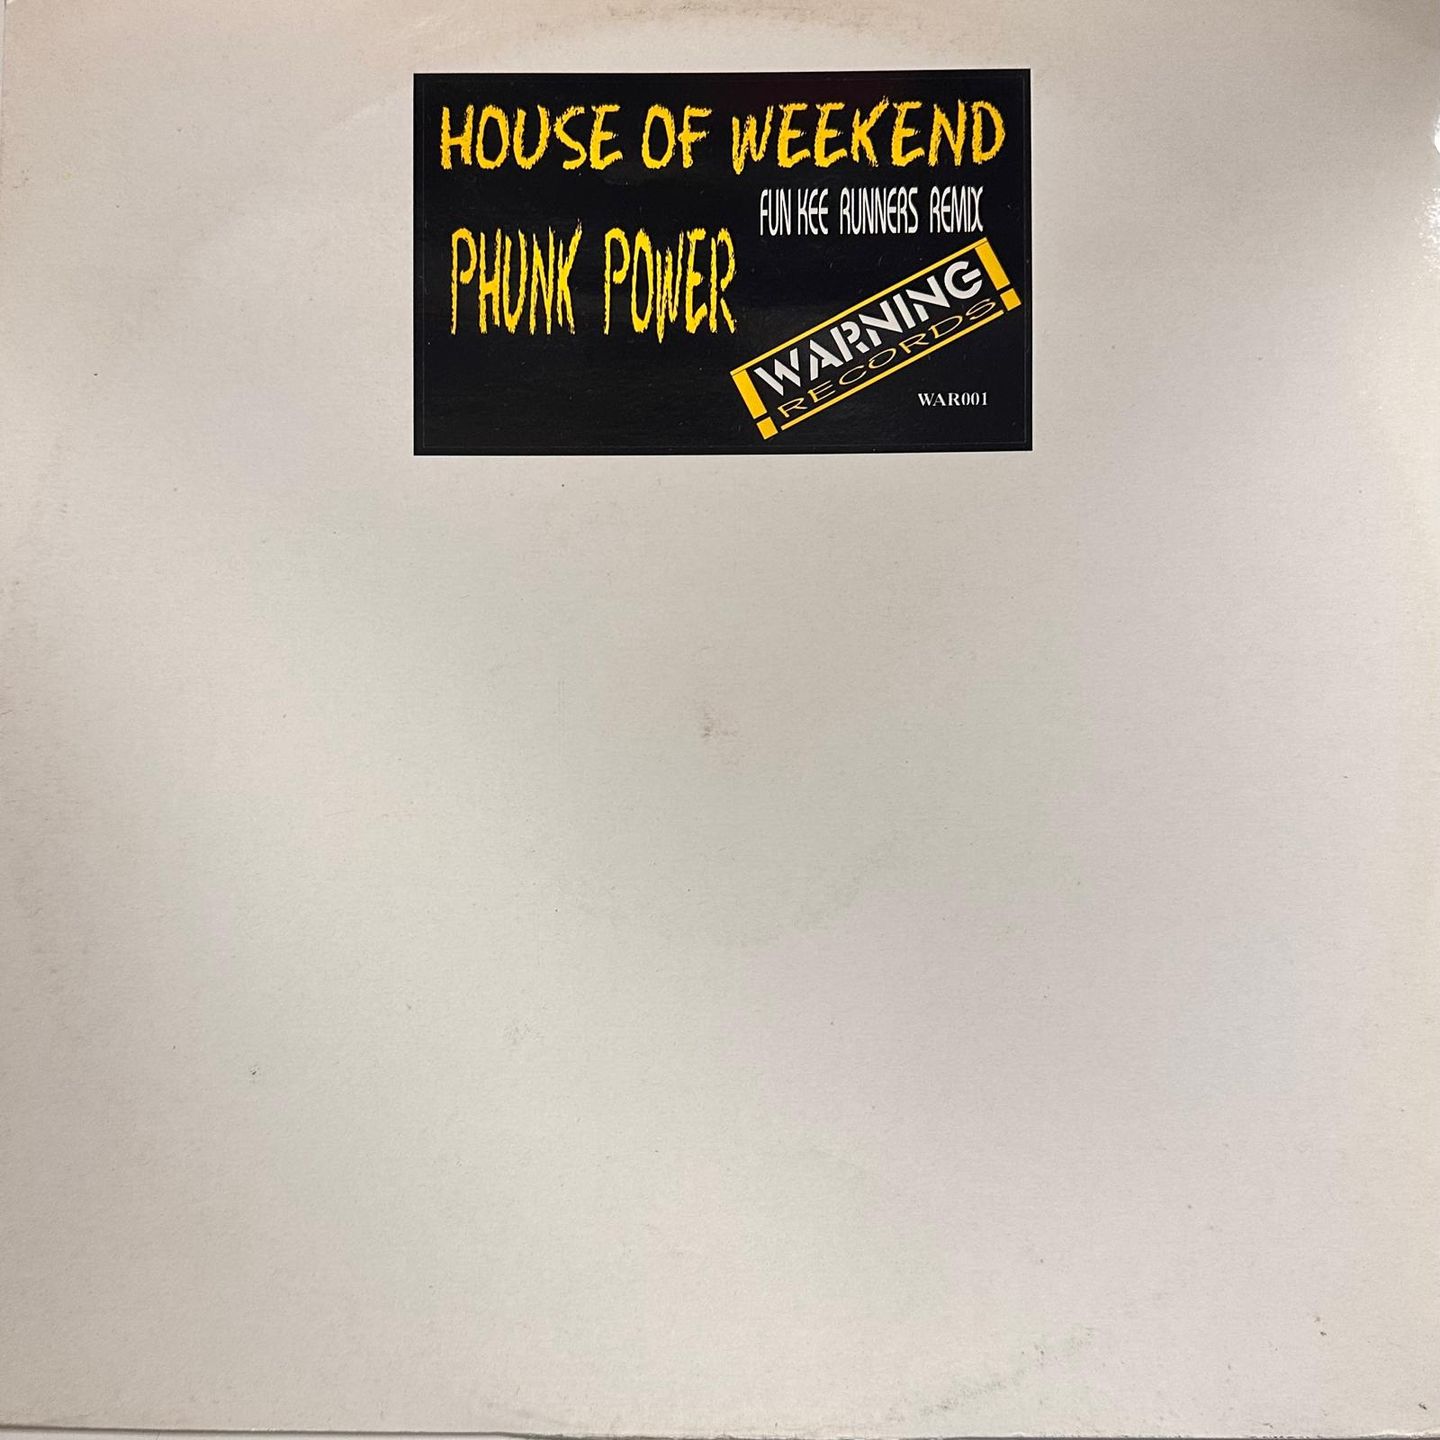 HOUSE OF WEEKEND
FUN KEE RUNNERS REMIX
PHUNK POWER
WARNING
RECORDS
WAR001